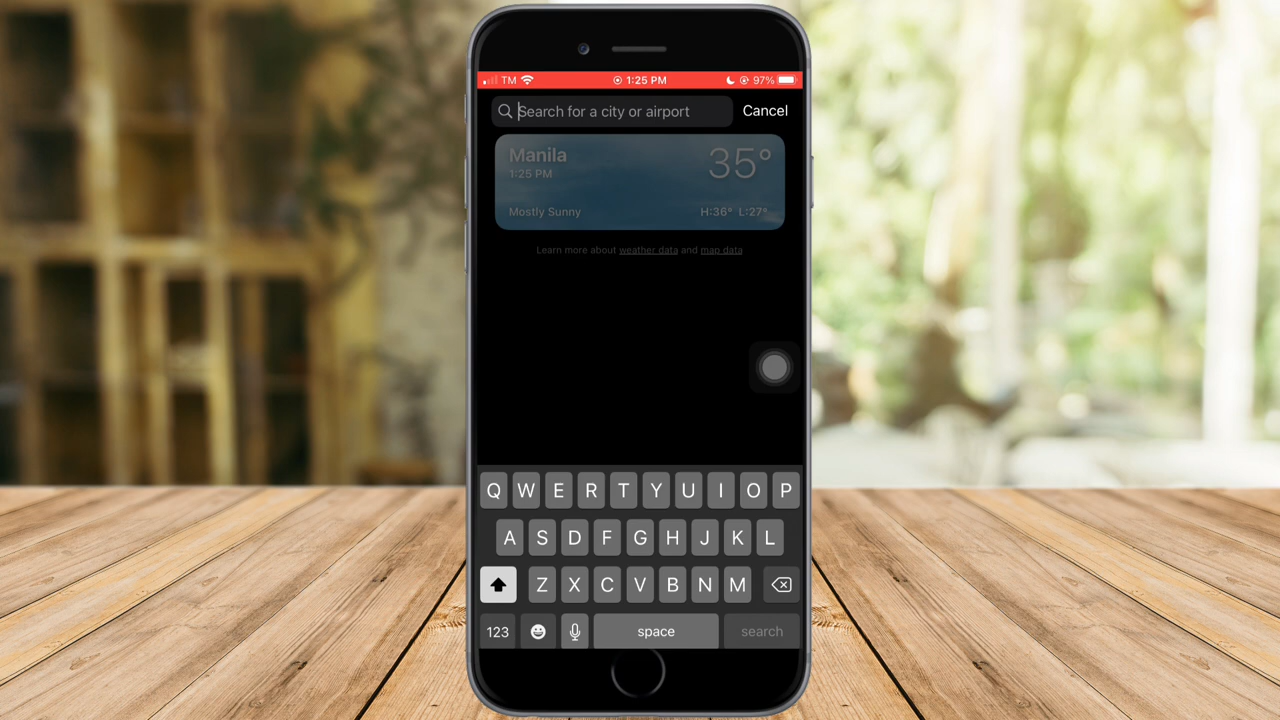 TM 1:25 PM 97%
Search for a city or airport Cancel
Manila 35°
1:25 PM
Mostly Sunny H:36° L:27°
Learn more about weather data and map data
Q W E R T Y U I O P
A S D F G H J K L
Z X C V B N M
123 space search